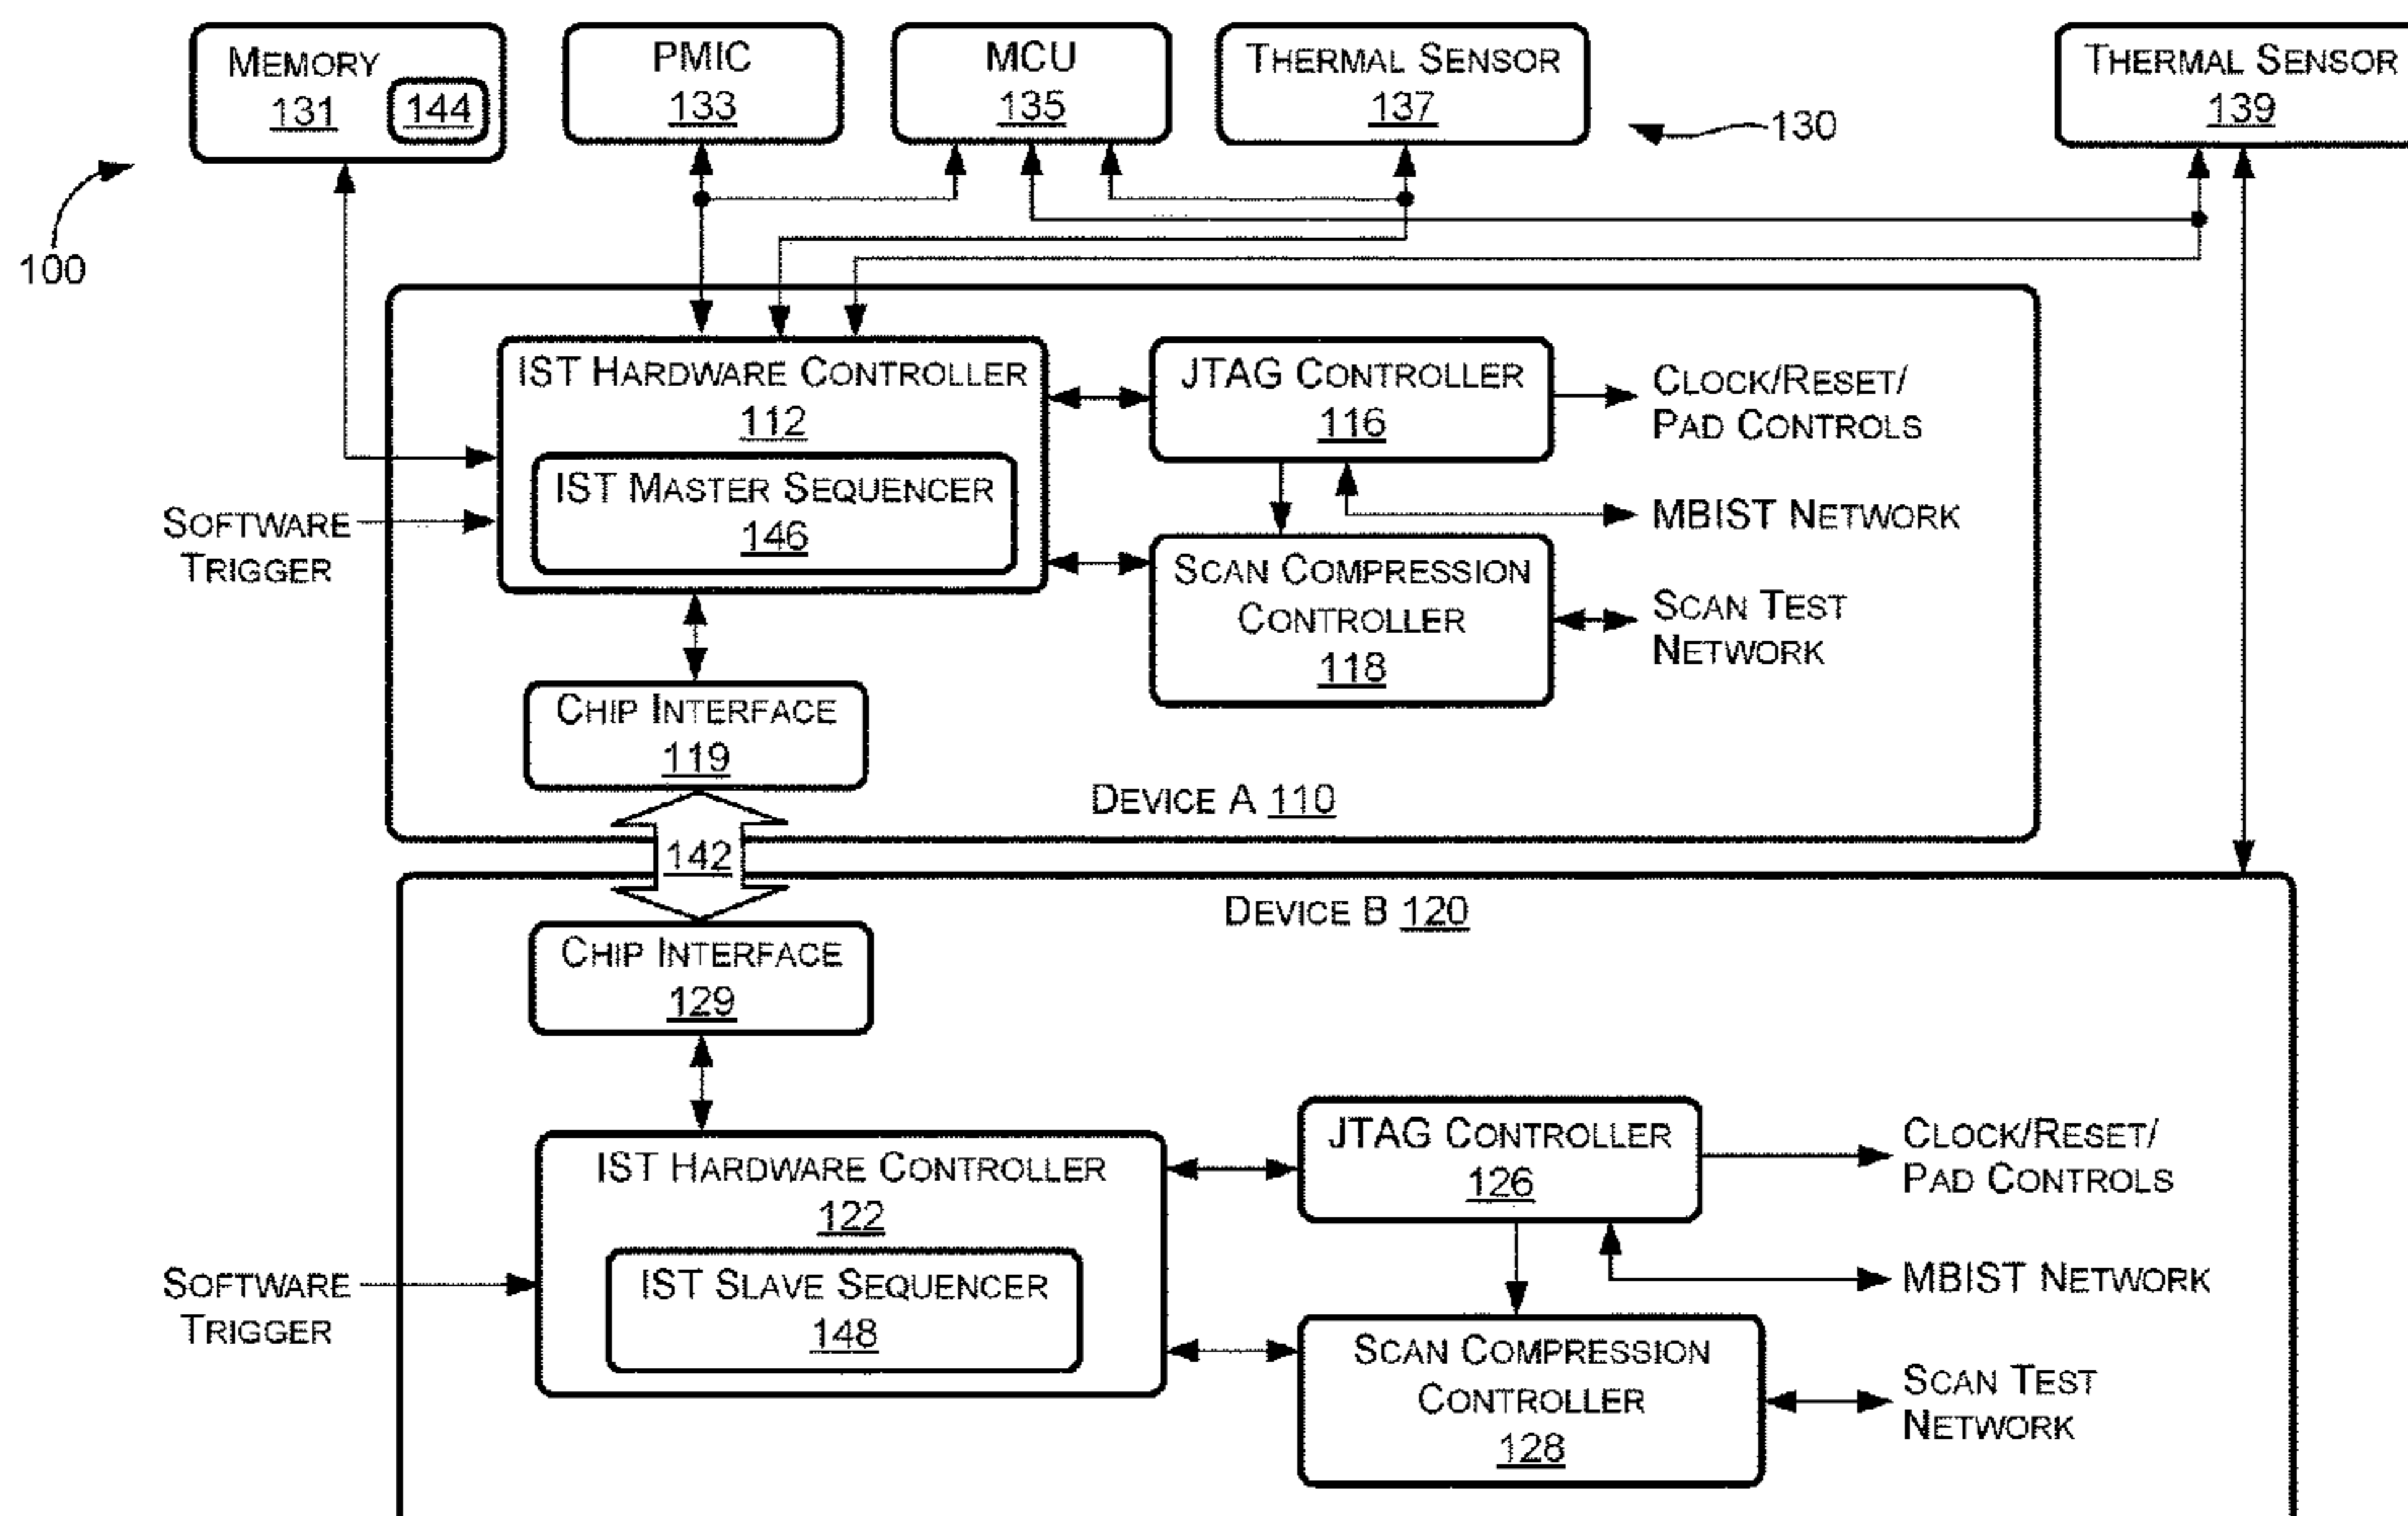 MEMORY
131
144
PMIC
133
MCU
135
THERMAL SENSOR
137
130
THERMAL SENSOR
139
100
IST HARDWARE CONTROLLER
112
IST MASTER SEQUENCER
146
JTAG CONTROLLER
116
CLOCK/RESET/
PAD CONTROLS
MBIST NETWORK
SOFTWARE
TRIGGER
SCAN COMPRESSION
CONTROLLER
118
SCAN TEST
NETWORK
CHIP INTERFACE
119
DEVICE A 110
142
DEVICE B 120
CHIP INTERFACE
129
IST HARDWARE CONTROLLER
122
IST SLAVE SEQUENCER
148
JTAG CONTROLLER
126
CLOCK/RESET/
PAD CONTROLS
MBIST NETWORK
SOFTWARE
TRIGGER
SCAN COMPRESSION
CONTROLLER
128
SCAN TEST
NETWORK